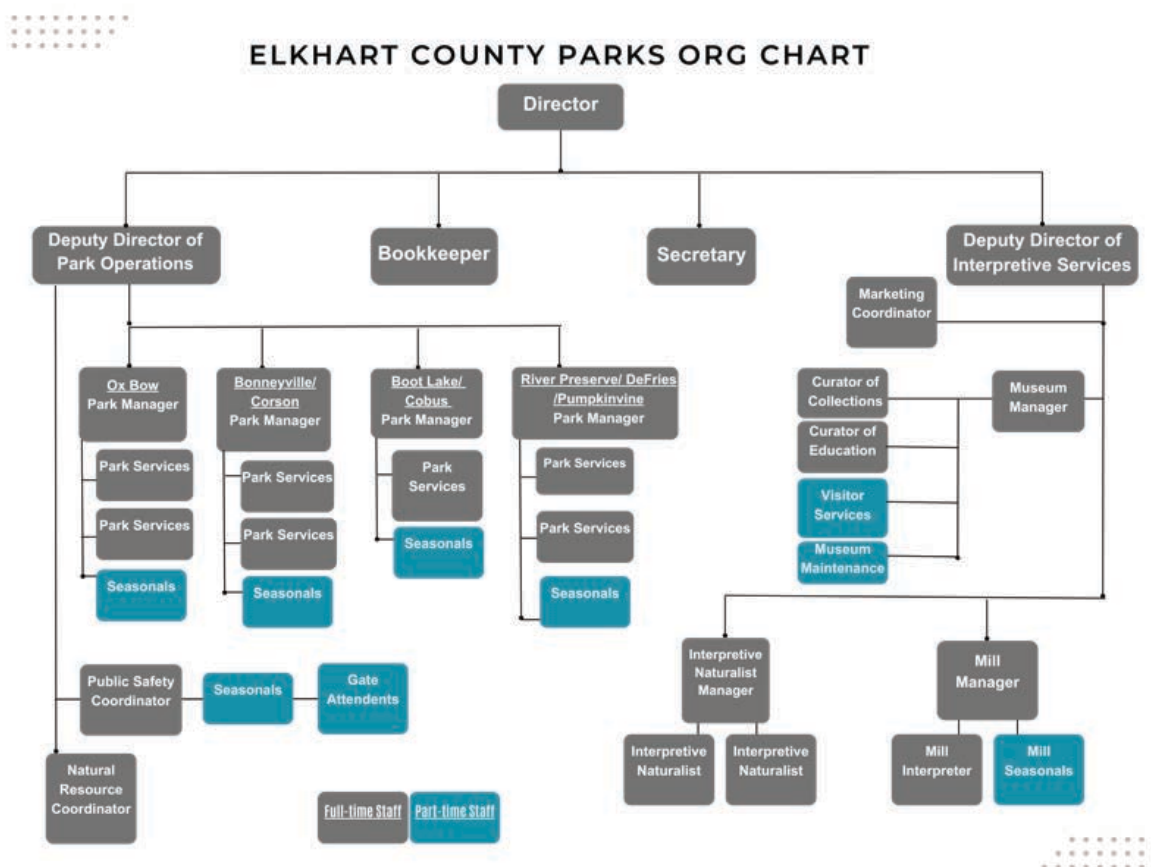 ELKHART COUNTY PARKS ORG CHART
Director
Deputy Director of
Park Operations
Bookkeeper
Secretary
Deputy Director of
Interpretive Services
Marketing
Coordinator
Ox Bow
Park Manager
Park Services
Park Services
Seasonals
Bonneyville/
Corson
Park Manager
Park Services
Park Services
Seasonals
Boot Lake/
Cobus
Park Manager
Park
Services
Seasonals
River Preserve/ DeFries
/Pumpkinvine
Park Manager
Park Services
Park Services
Seasonals
Museum
Manager
Curator of
Collections
Curator of
Education
Visitor
Services
Museum
Maintenance
Public Safety
Coordinator
Seasonals
Gate
Attendents
Natural
Resource
Coordinator
Interpretive
Naturalist
Manager
Interpretive
Naturalist
Interpretive
Naturalist
Mill
Manager
Mill
Interpreter
Mill
Seasonals
Full-time Staff
Part-time Staff